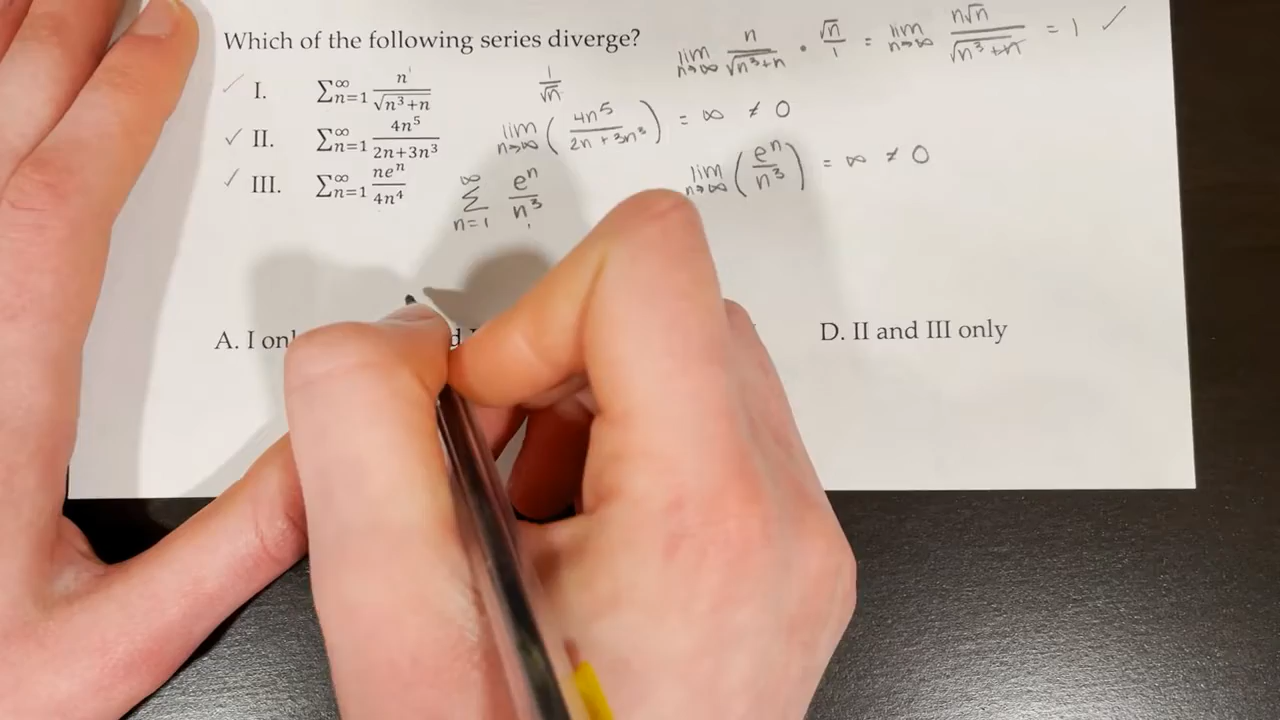 Which of the following series diverge?
lim n→∞ n/√(n³+n) · √n/1 = lim n→∞ n√n/√(n³+n) = 1 ✓
✓ I. ∑∞n=1 n/√(n³+n)
1/√n
✓ II. ∑∞n=1 4n⁵/(2n+3n³)
lim n→∞ (4n⁵/(2n+3n³)) = ∞ ≠ 0
✓ III. ∑∞n=1 neⁿ/4n⁴
∞∑n=1 eⁿ/n³
lim n→∞ (eⁿ/n³) = ∞ ≠ 0
A. I D. II and III only